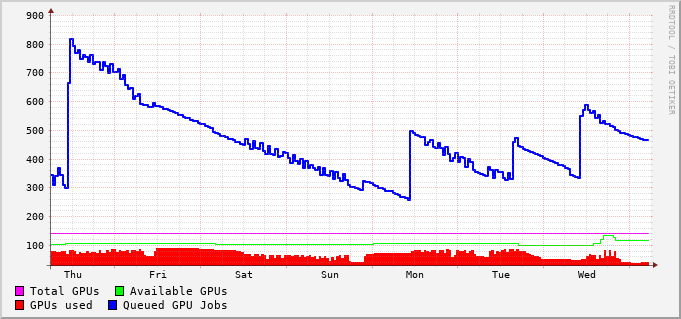 900
800
700
600
500
400
300
200
100
Thu Fri Sat Sun Mon Tue Wed
Total GPUs Available GPUs
GPUs used Queued GPU Jobs
RRDTOOL / TOBI OETIKER